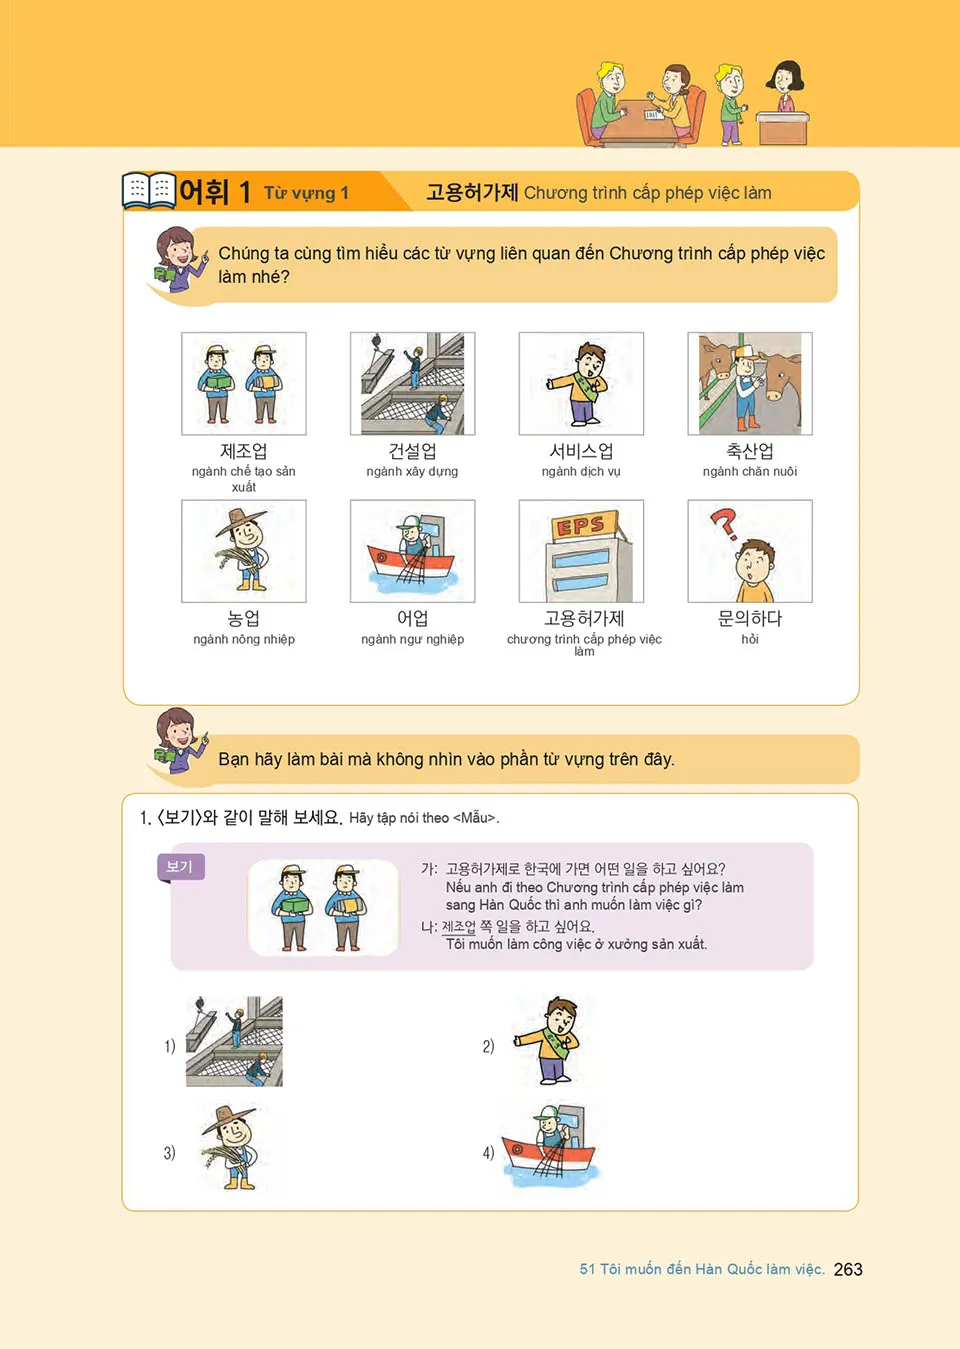 어휘 1 Từ vựng 1 고용허가제 Chương trình cấp phép việc làm
Chúng ta cùng tìm hiểu các từ vựng liên quan đến Chương trình cấp phép việc
làm nhé?
제조업
ngành chế tạo sản
xuất
건설업
ngành xây dựng
서비스업
ngành dịch vụ
축산업
ngành chăn nuôi
농업
ngành nông nhiệp
어업
ngành ngư nghiệp
EPS
고용허가제
chương trình cấp phép việc
làm
문의하다
hỏi
Bạn hãy làm bài mà không nhìn vào phần từ vựng trên đây.
1. <보기>와 같이 말해 보세요. Hãy tập nói theo <Mẫu>.
보기
가: 고용허가제로 한국에 가면 어떤 일을 하고 싶어요?
Nếu anh đi theo Chương trình cấp phép việc làm
sang Hàn Quốc thì anh muốn làm việc gì?
나: 제조업 쪽 일을 하고 싶어요.
Tôi muốn làm công việc ở xưởng sản xuất.
1)
2)
3)
4)
51 Tôi muốn đến Hàn Quốc làm việc. 263